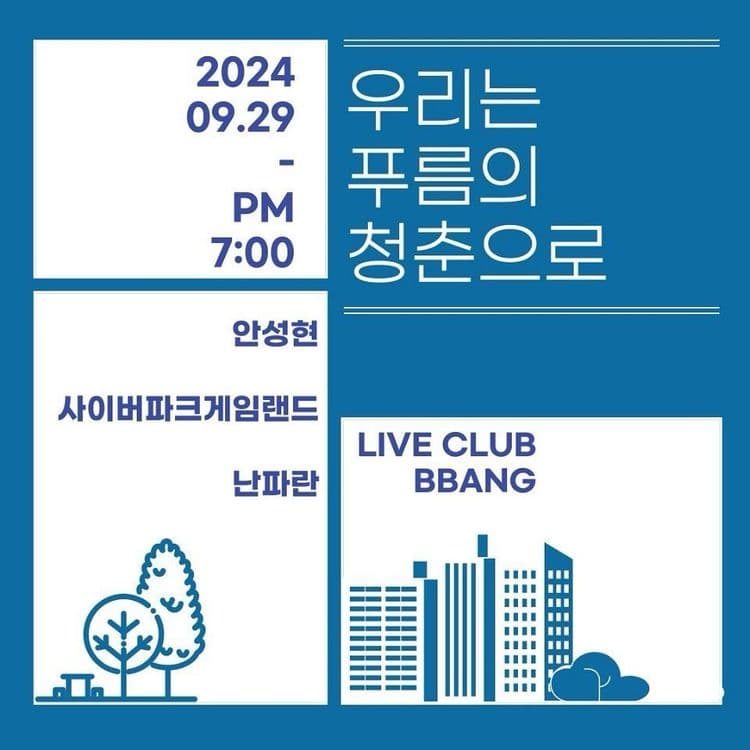 2024
09.29
-
PM
7:00
우리는
푸름의
청춘으로
안성현
사이버파크게임랜드
난파란
LIVE CLUB
BBANG